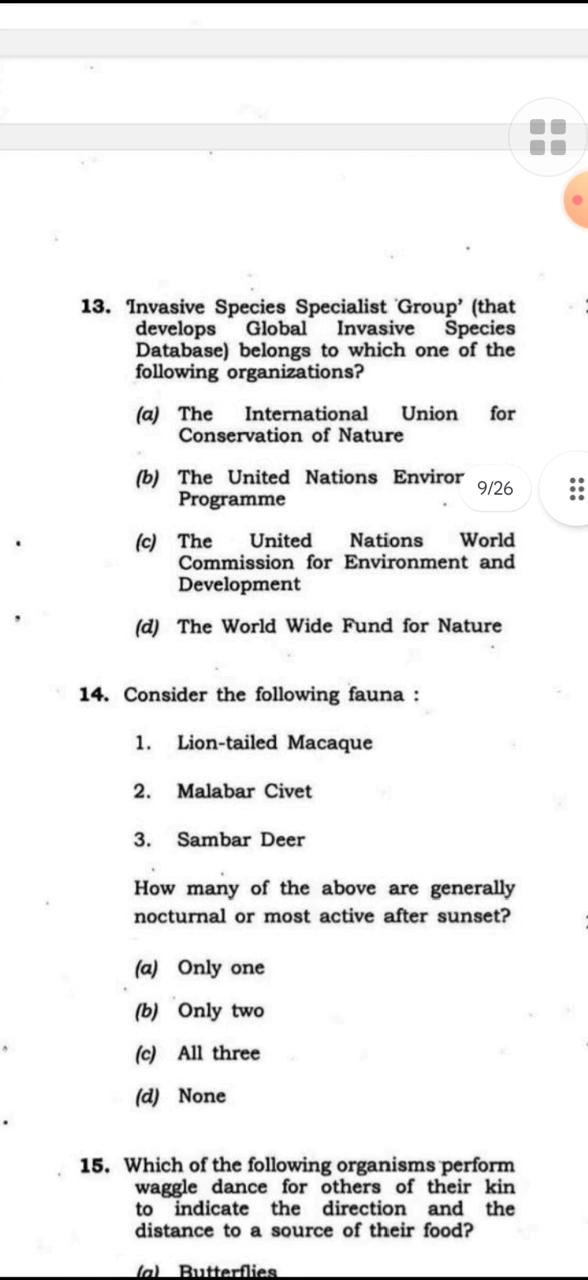 13. 'Invasive Species Specialist Group' (that
develops Global Invasive Species
Database) belongs to which one of the
following organizations?
(a) The International Union for
Conservation of Nature
(b) The United Nations Enviror
Programme
9/26
(c) The United Nations World
Commission for Environment and
Development
(d) The World Wide Fund for Nature
14. Consider the following fauna :
1. Lion-tailed Macaque
2. Malabar Civet
3. Sambar Deer
How many of the above are generally
nocturnal or most active after sunset?
(a) Only one
(b) Only two
(c) All three
(d) None
15. Which of the following organisms perform
waggle dance for others of their kin
to indicate the direction and the
distance to a source of their food?
(a) Butterflies